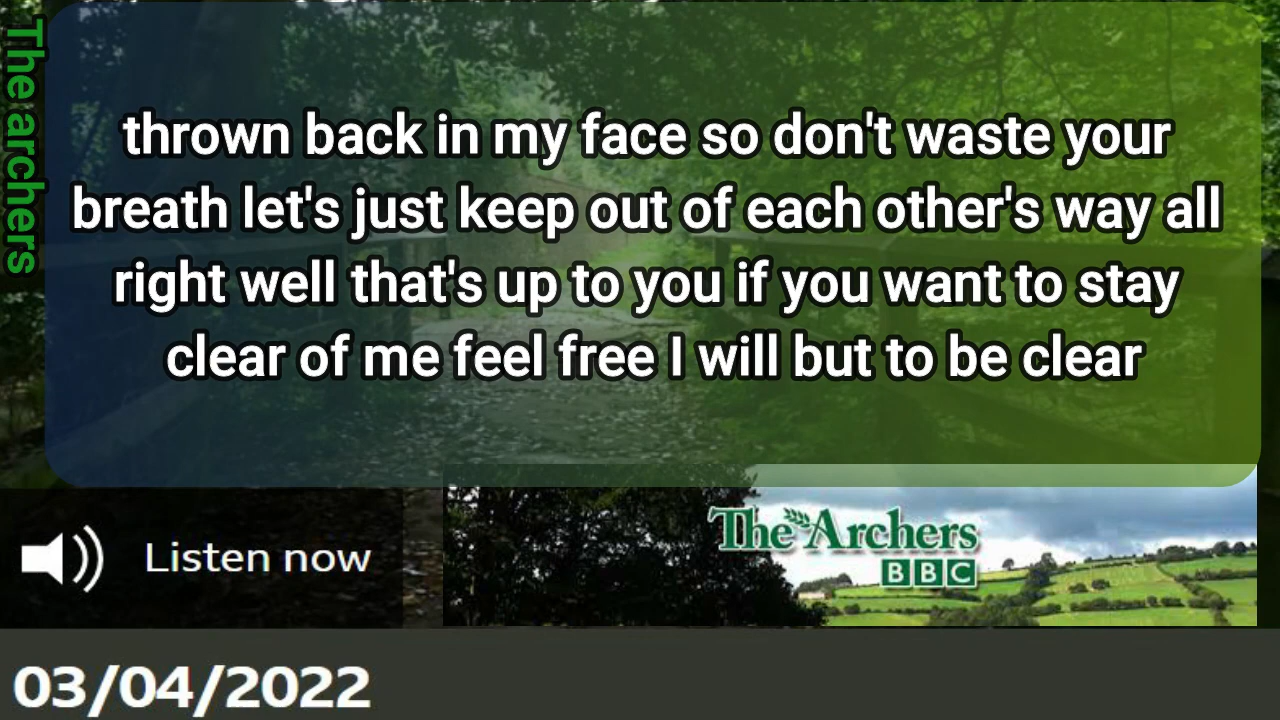 The archers
thrown back in my face so don't waste your
breath let's just keep out of each other's way all
right well that's up to you if you want to stay
clear of me feel free I will but to be clear
Listen now
The Archers
BBC
03/04/2022